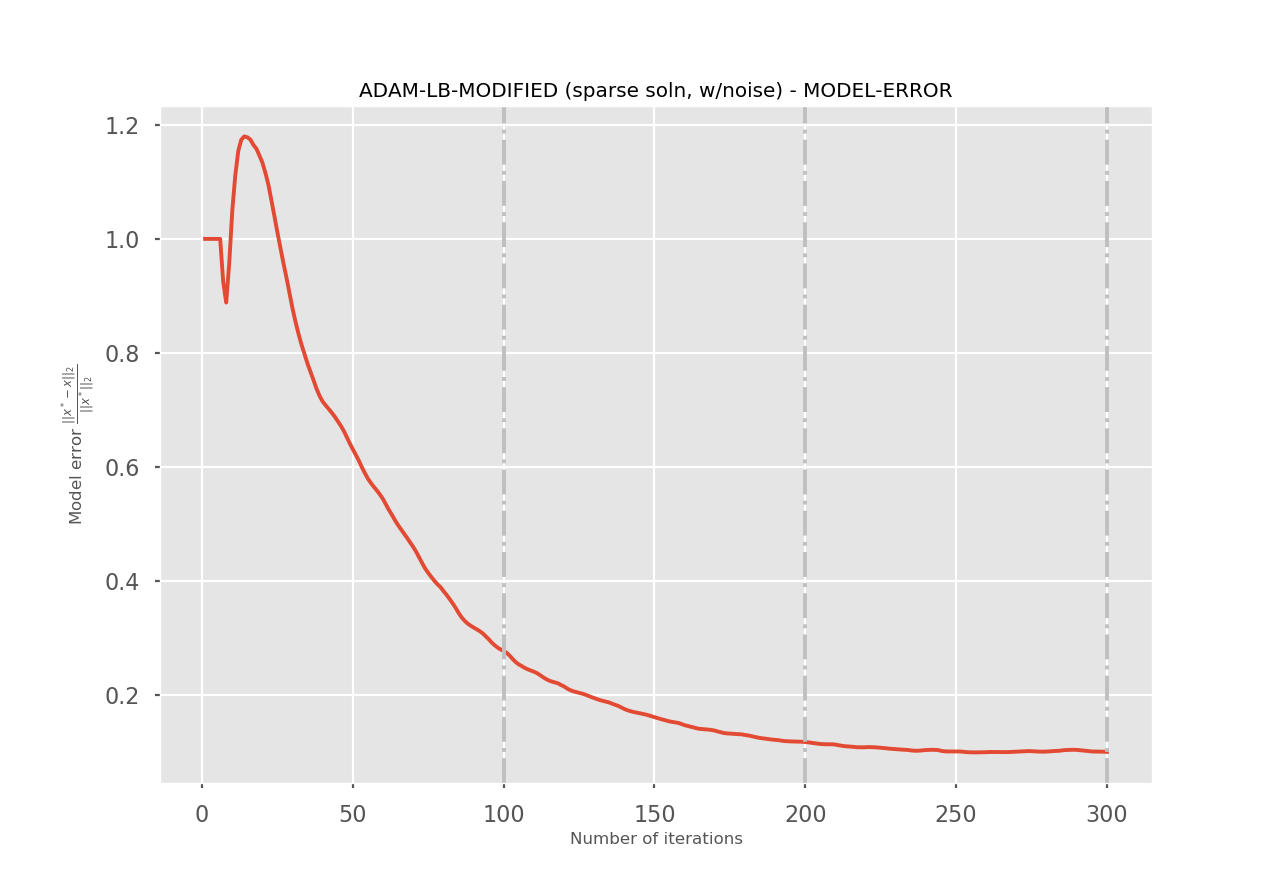 ADAM-LB-MODIFIED (sparse soln, w/noise) - MODEL-ERROR
1.2
1.0
0.8
0.6
0.4
0.2
Model error ||x* − x||₂ / ||x*||₂
0 50 100 150 200 250 300
Number of iterations